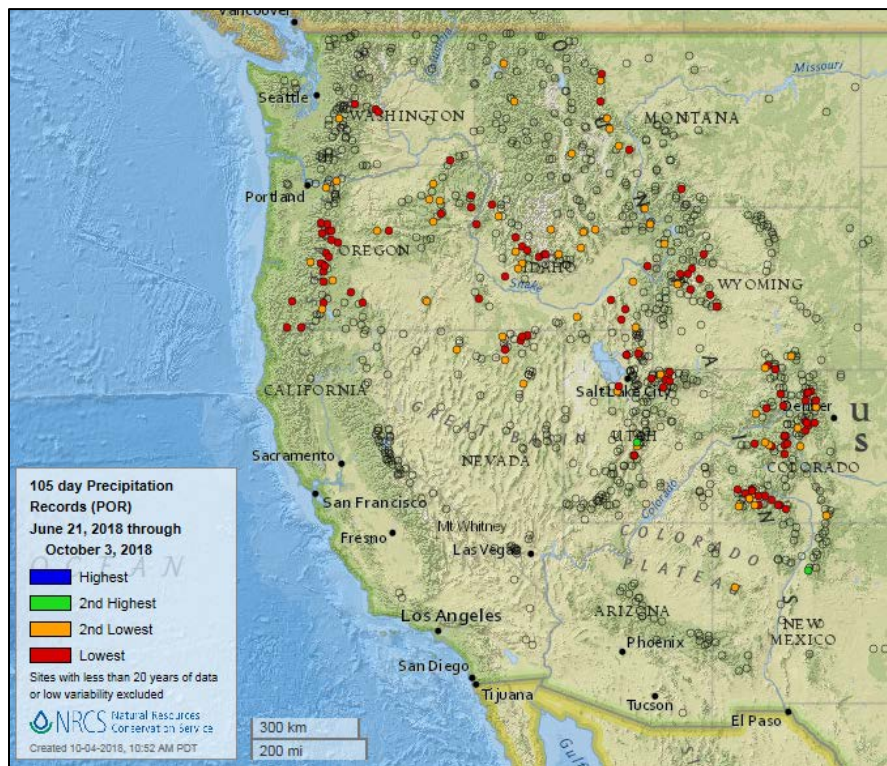 Vancouver
Columbia
Missouri
Seattle
WASHINGTON
MONTANA
Portland
OREGON
IDAHO
Snake
WYOMING
CALIFORNIA
Salt Lake City
Denver
US
GREAT BASIN
UTAH
COLORADO
Sacramento
NEVADA
Colorado
San Francisco
Mt Whitney
Fresno
Las Vegas
COLORADO
PLATEAU
OCEAN
Los Angeles
ARIZONA
NEW
MEXICO
Phoenix
San Diego
Tijuana
Tucson
El Paso
Gulf
105 day Precipitation
Records (POR)
June 21, 2018 through
October 3, 2018
Highest
2nd Highest
2nd Lowest
Lowest
Sites with less than 20 years of data
or low variability excluded
NRCS Natural Resources
Conservation Service
Created 10-04-2018, 10:52 AM PDT
300 km
200 mi